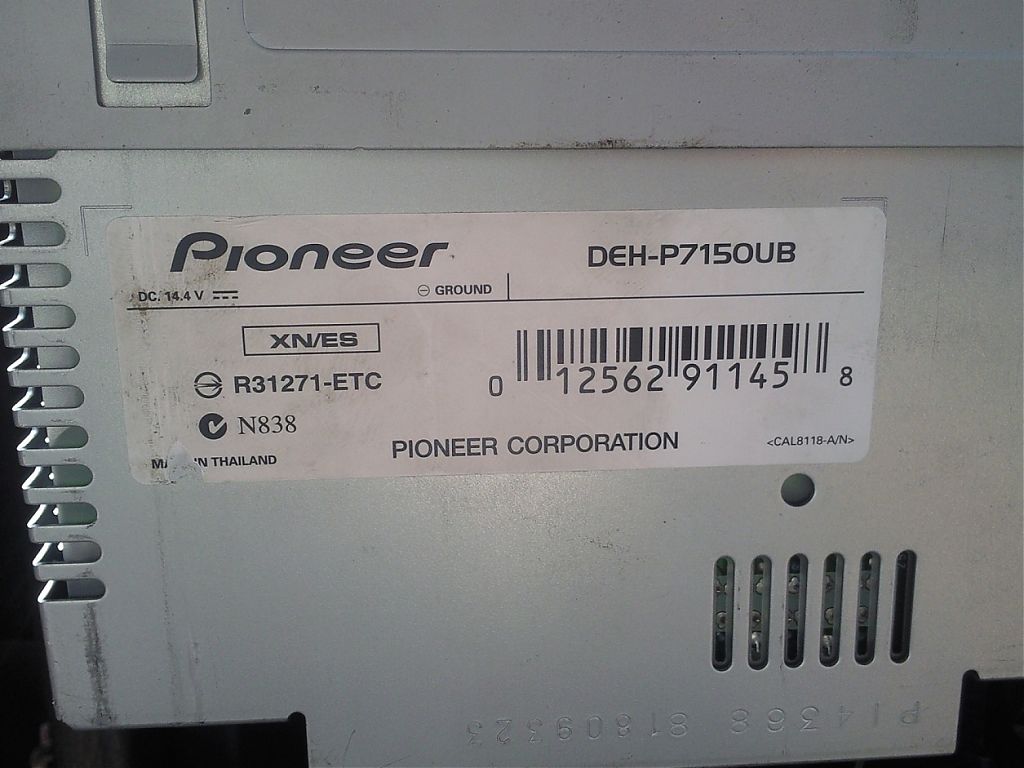 Pioneer
DEH-P7150UB
DC. 14.4 V
GROUND
XN/ES
R31271-ETC
N838
0 12562 91145 8
PIONEER CORPORATION
<CAL8118-A/N>
IN THAILAND